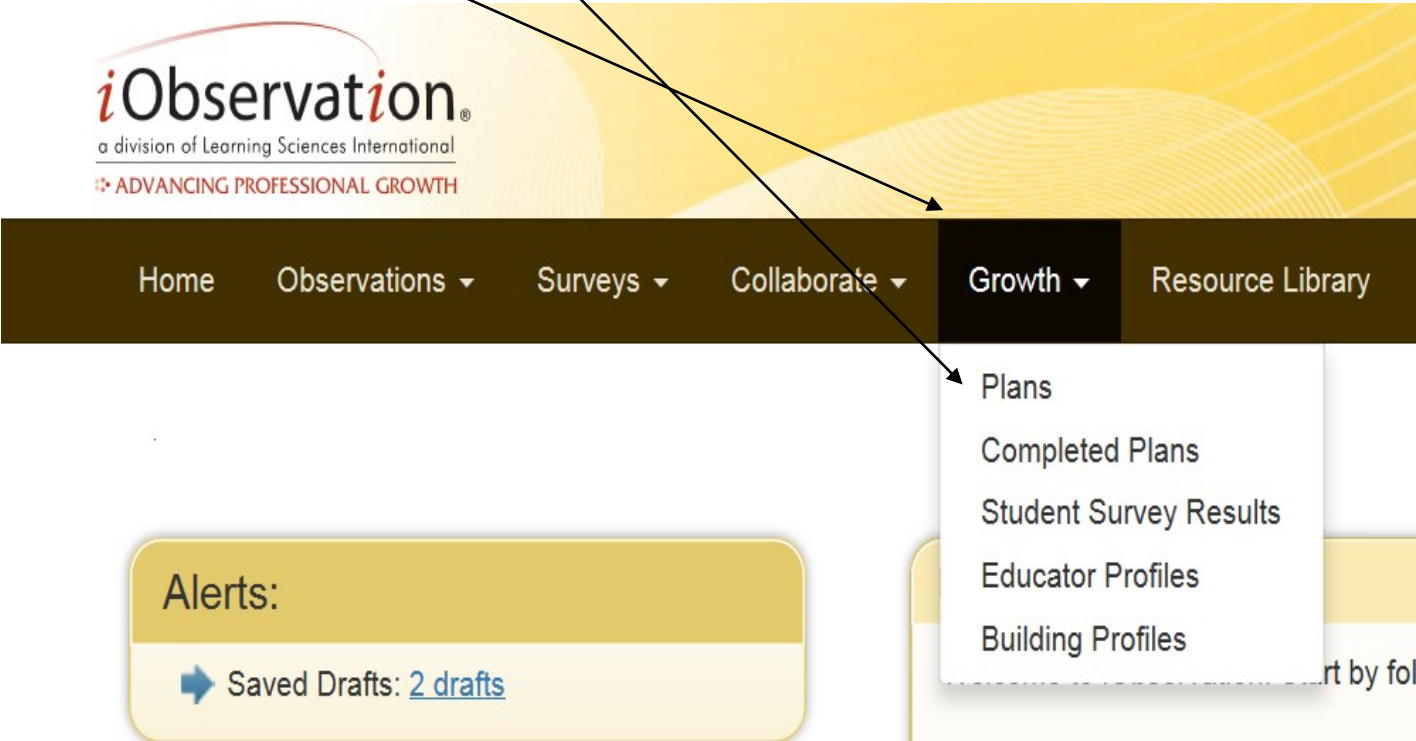 iObservation®
a division of Learning Sciences International
ADVANCING PROFESSIONAL GROWTH
Home Observations Surveys Collaborate Growth Resource Library
Plans
Completed Plans
Student Survey Results
Educator Profiles
Building Profiles
Alerts:
Saved Drafts: 2 drafts
by